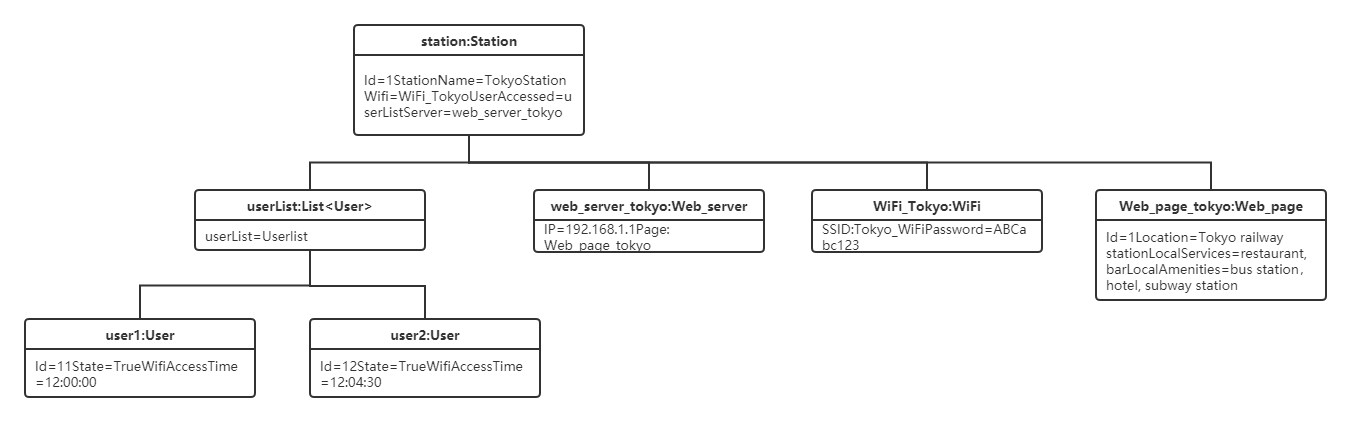 station:Station
Id=1StationName=TokyoStation
Wifi=WiFi_TokyoUserAccessed=u
serListServer=web_server_tokyo
userList:List<User>
userList=Userlist
web_server_tokyo:Web_server
IP=192.168.1.1Page:
Web_page_tokyo
WiFi_Tokyo:WiFi
SSID:Tokyo_WiFiPassword=ABCa
bc123
Web_page_tokyo:Web_page
Id=1Location=Tokyo railway
stationLocalServices=restaurant,
barLocalAmenities=bus station,
hotel, subway station
user1:User
Id=11State=TrueWifiAccessTime
=12:00:00
user2:User
Id=12State=TrueWifiAccessTime
=12:04:30